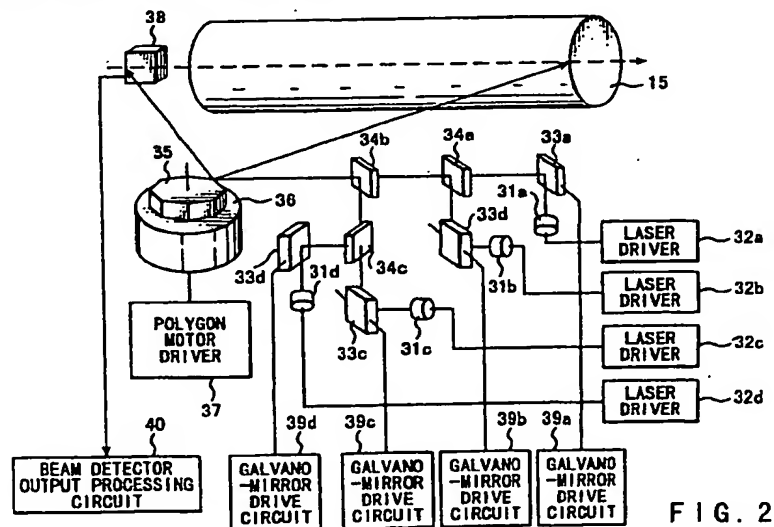 38
15
34b
34a
33a
35
36
31a
33d
LASER DRIVER
32a
33d
31d
34c
31b
LASER DRIVER
32b
POLYGON MOTOR DRIVER
33c
31c
LASER DRIVER
32c
37
LASER DRIVER
32d
40
39d
39c
39b
39a
BEAM DETECTOR OUTPUT PROCESSING CIRCUIT
GALVANO -MIRROR DRIVE CIRCUIT
GALVANO -MIRROR DRIVE CIRCUIT
GALVANO -MIRROR DRIVE CIRCUIT
GALVANO -MIRROR DRIVE CIRCUIT
FIG. 2